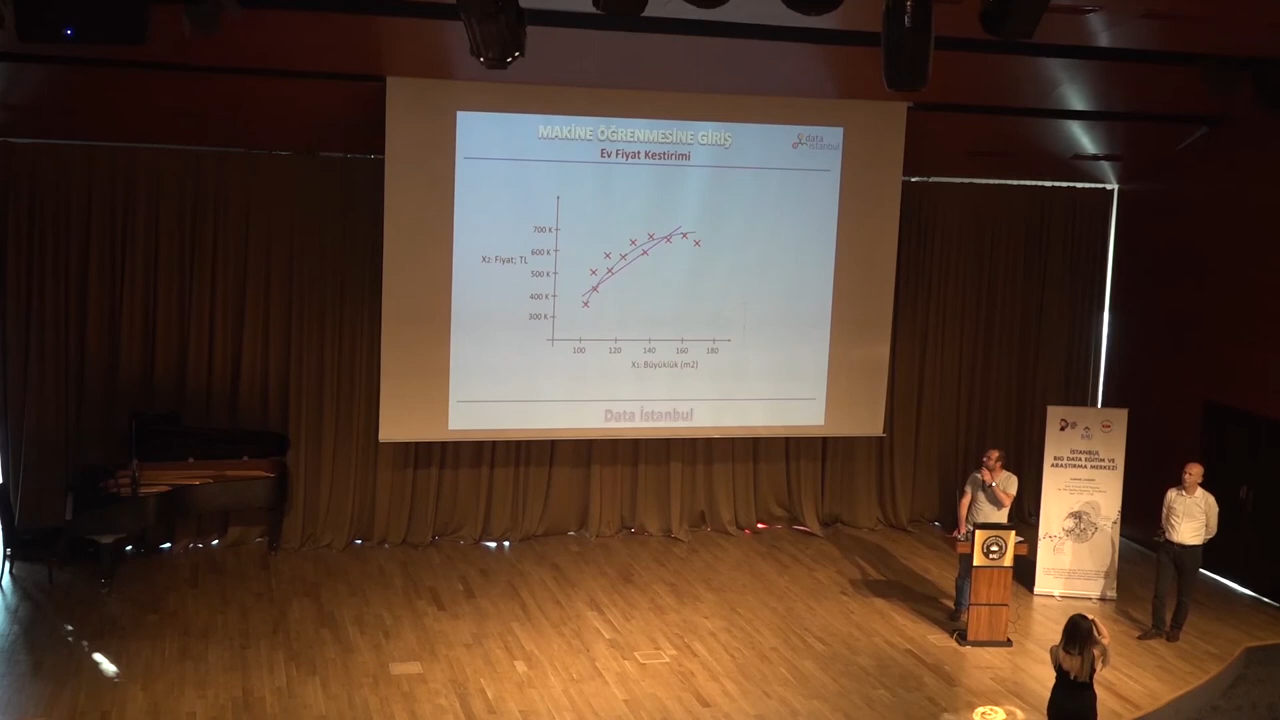 MAKİNE ÖĞRENMESİNE GİRİŞ
data
istanbul
Ev Fiyat Kestirimi
700 K
600 K
X2: Fiyat; TL
500 K
400 K
300 K
100 120 140 160 180
X1: Büyüklük (m2)
Data İstanbul
İSTANBUL
BIG DATA EĞİTİM VE
ARAŞTIRMA MERKEZİ
BAU